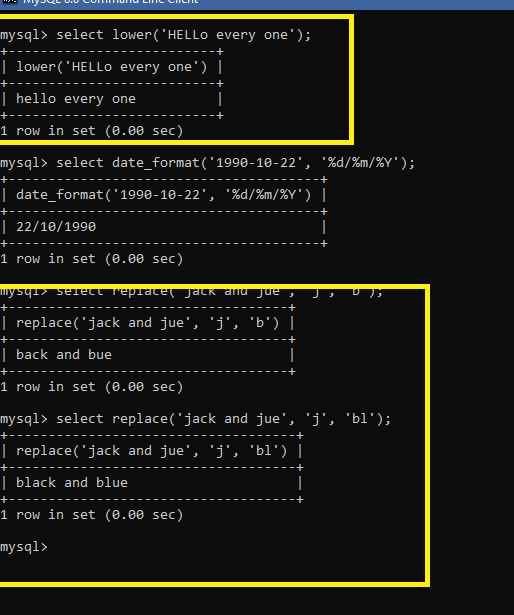 MySQL 8.0 Command Line Client
mysql> select lower('HELLo every one');
+--------------------------+
| lower('HELLo every one') |
+--------------------------+
| hello every one          |
+--------------------------+
1 row in set (0.00 sec)
mysql> select date_format('1990-10-22', '%d/%m/%Y');
+---------------------------------------+
| date_format('1990-10-22', '%d/%m/%Y') |
+---------------------------------------+
| 22/10/1990                            |
+---------------------------------------+
1 row in set (0.00 sec)
mysql> select replace('jack and jue', 'j', 'b');
+-----------------------------------+
| replace('jack and jue', 'j', 'b') |
+-----------------------------------+
| back and bue                      |
+-----------------------------------+
1 row in set (0.00 sec)
mysql> select replace('jack and jue', 'j', 'bl');
+------------------------------------+
| replace('jack and jue', 'j', 'bl') |
+------------------------------------+
| black and blue                     |
+------------------------------------+
1 row in set (0.00 sec)
mysql>